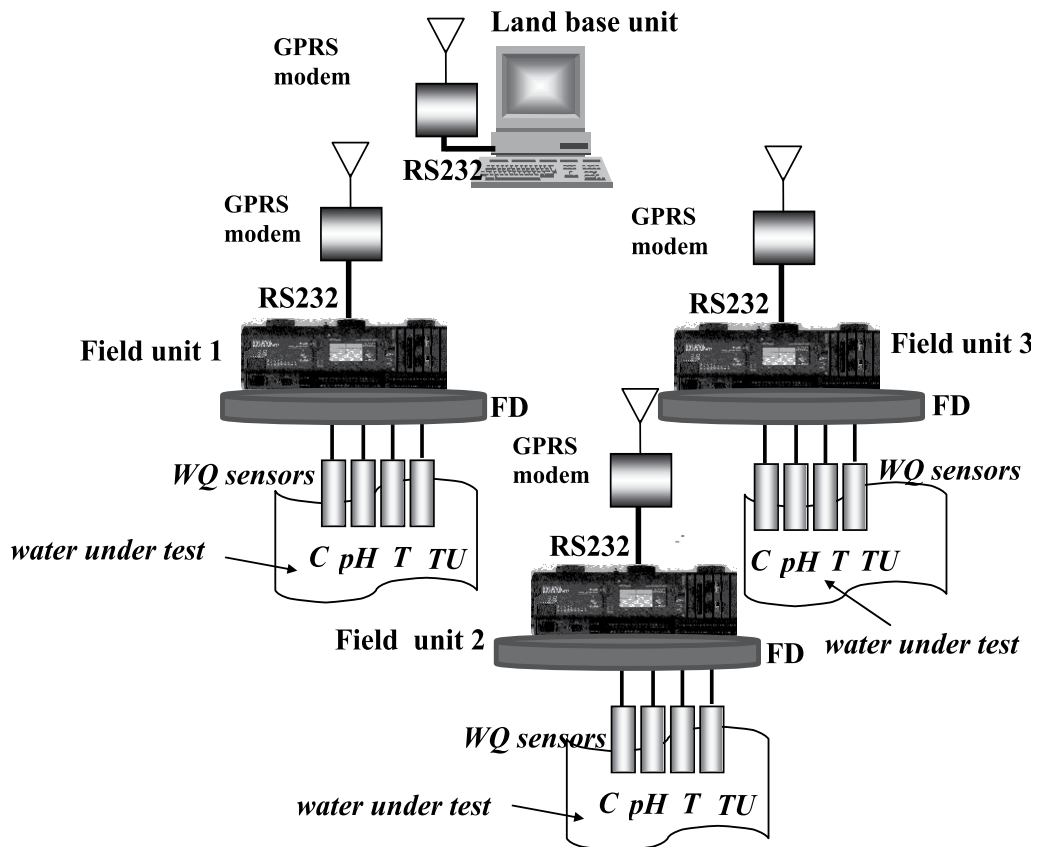 Land base unit
GPRS
modem
RS232
GPRS
modem
RS232
Field unit 1
FD
WQ sensors
water under test
C pH T TU
GPRS
modem
RS232
Field unit 3
FD
WQ sensors
C pH T TU
water under test
GPRS
modem
RS232
Field unit 2
FD
WQ sensors
C pH T TU
water under test